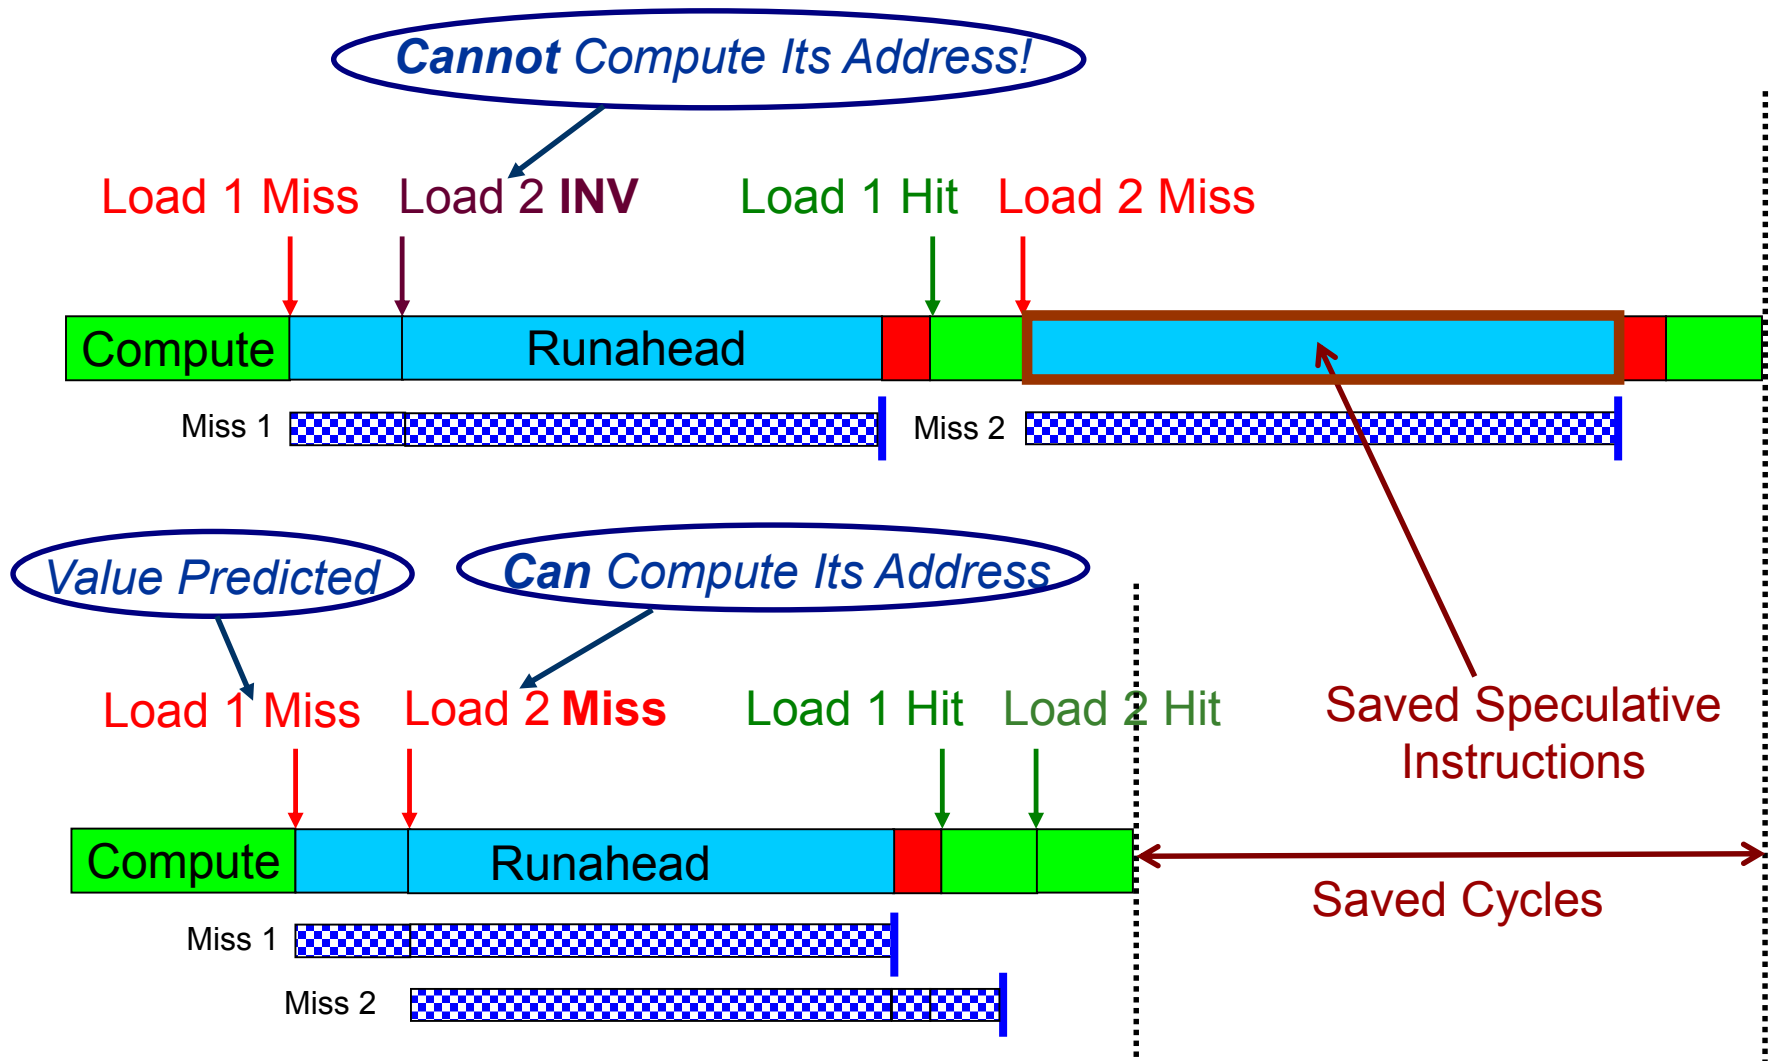 Cannot Compute Its Address!
Load 1 Miss
Load 2 INV
Load 1 Hit
Load 2 Miss
Compute
Runahead
Miss 1
Miss 2
Value Predicted
Can Compute Its Address
Load 1 Miss
Load 2 Miss
Load 1 Hit
Load 2 Hit
Saved Speculative
Instructions
Compute
Runahead
Saved Cycles
Miss 1
Miss 2